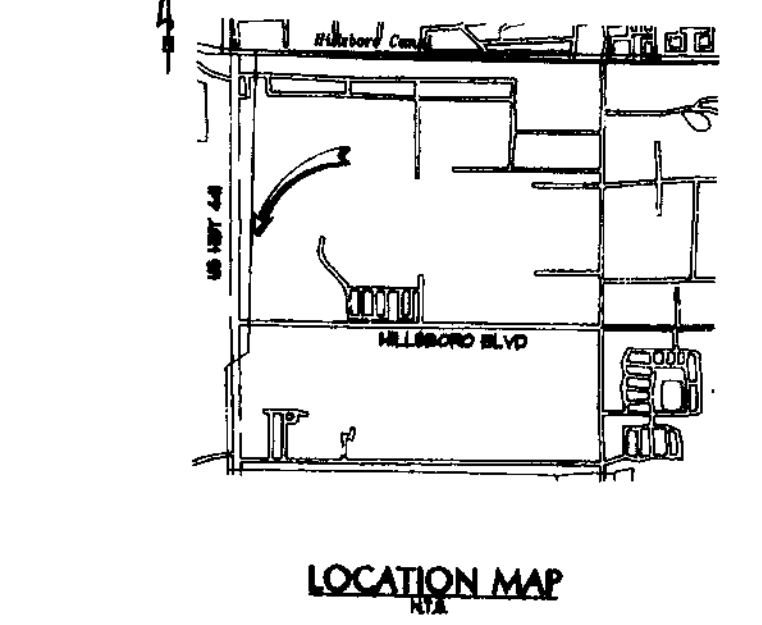 Hillsboro Canal
US HWY 441
HILLSBORO BLVD
LOCATION MAP
N.T.S.